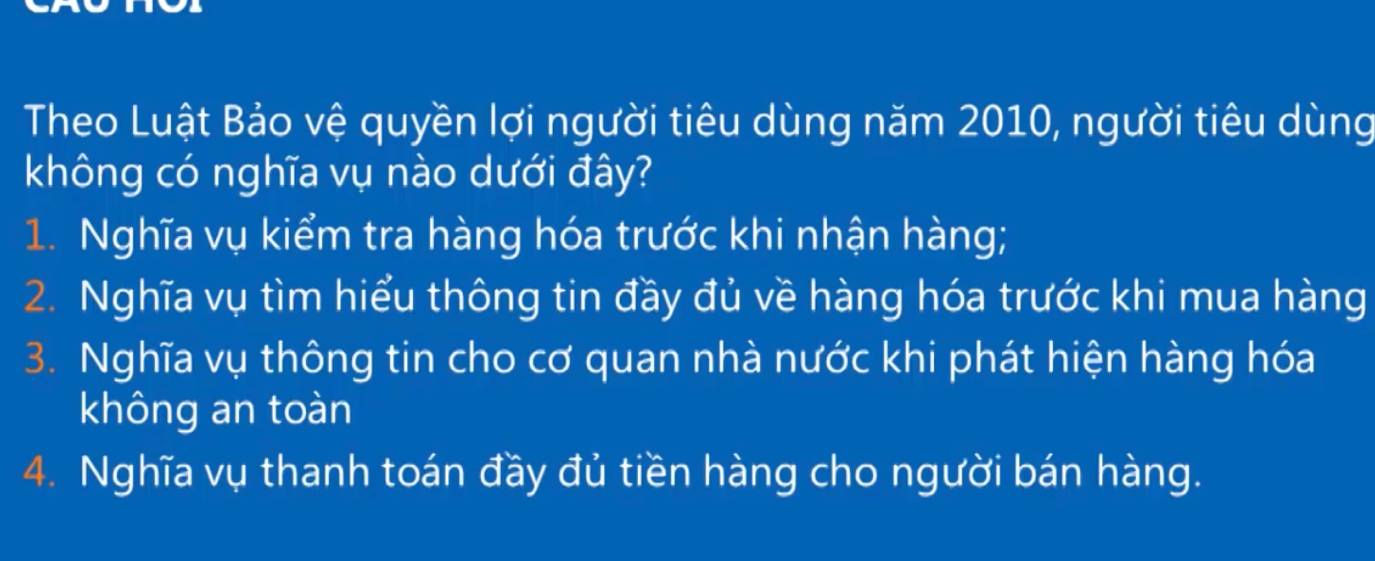 CÂU HỎI
Theo Luật Bảo vệ quyền lợi người tiêu dùng năm 2010, người tiêu dùng
không có nghĩa vụ nào dưới đây?
1. Nghĩa vụ kiểm tra hàng hóa trước khi nhận hàng;
2. Nghĩa vụ tìm hiểu thông tin đầy đủ về hàng hóa trước khi mua hàng
3. Nghĩa vụ thông tin cho cơ quan nhà nước khi phát hiện hàng hóa
không an toàn
4. Nghĩa vụ thanh toán đầy đủ tiền hàng cho người bán hàng.